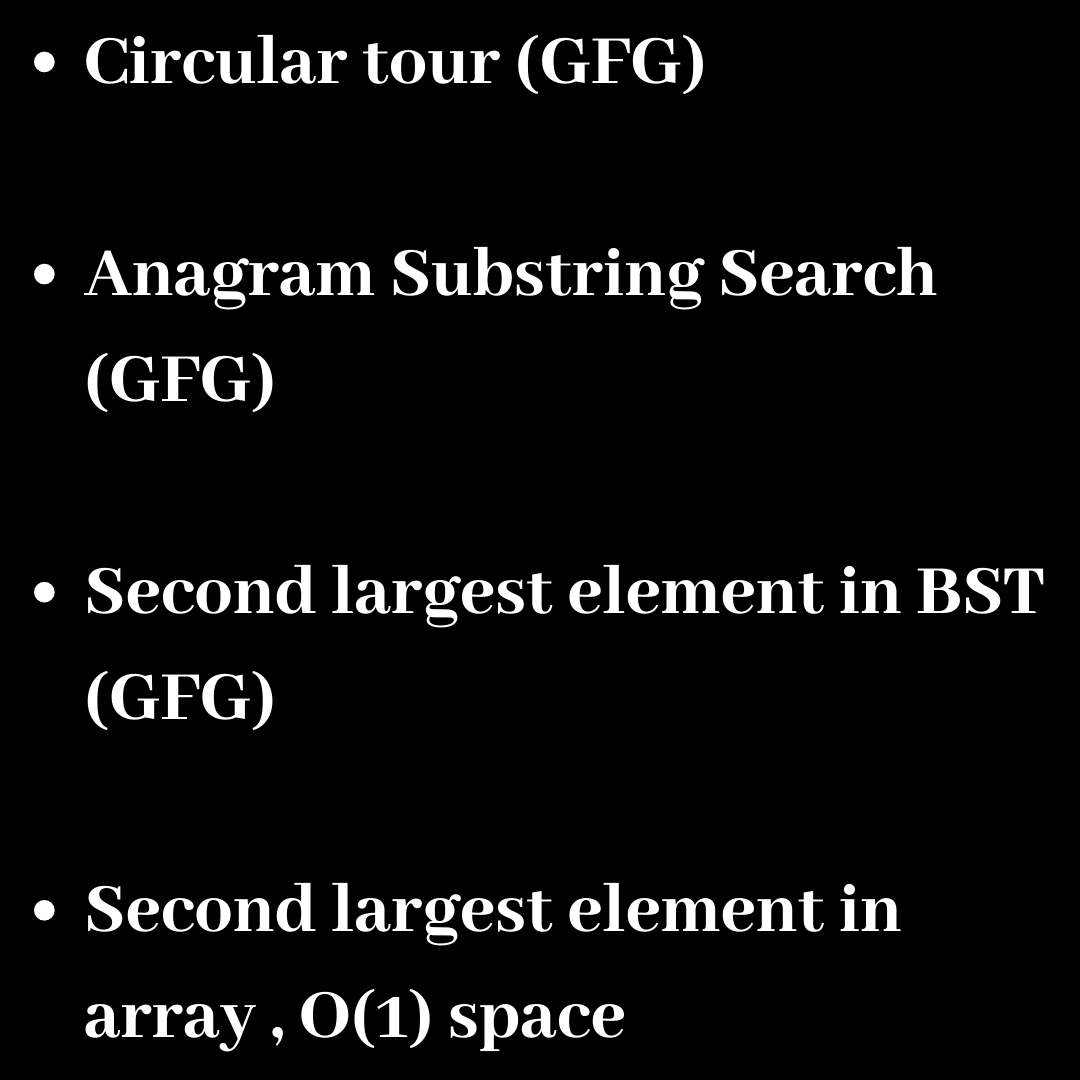 • Circular tour (GFG)
• Anagram Substring Search
(GFG)
• Second largest element in BST
(GFG)
• Second largest element in
array , O(1) space